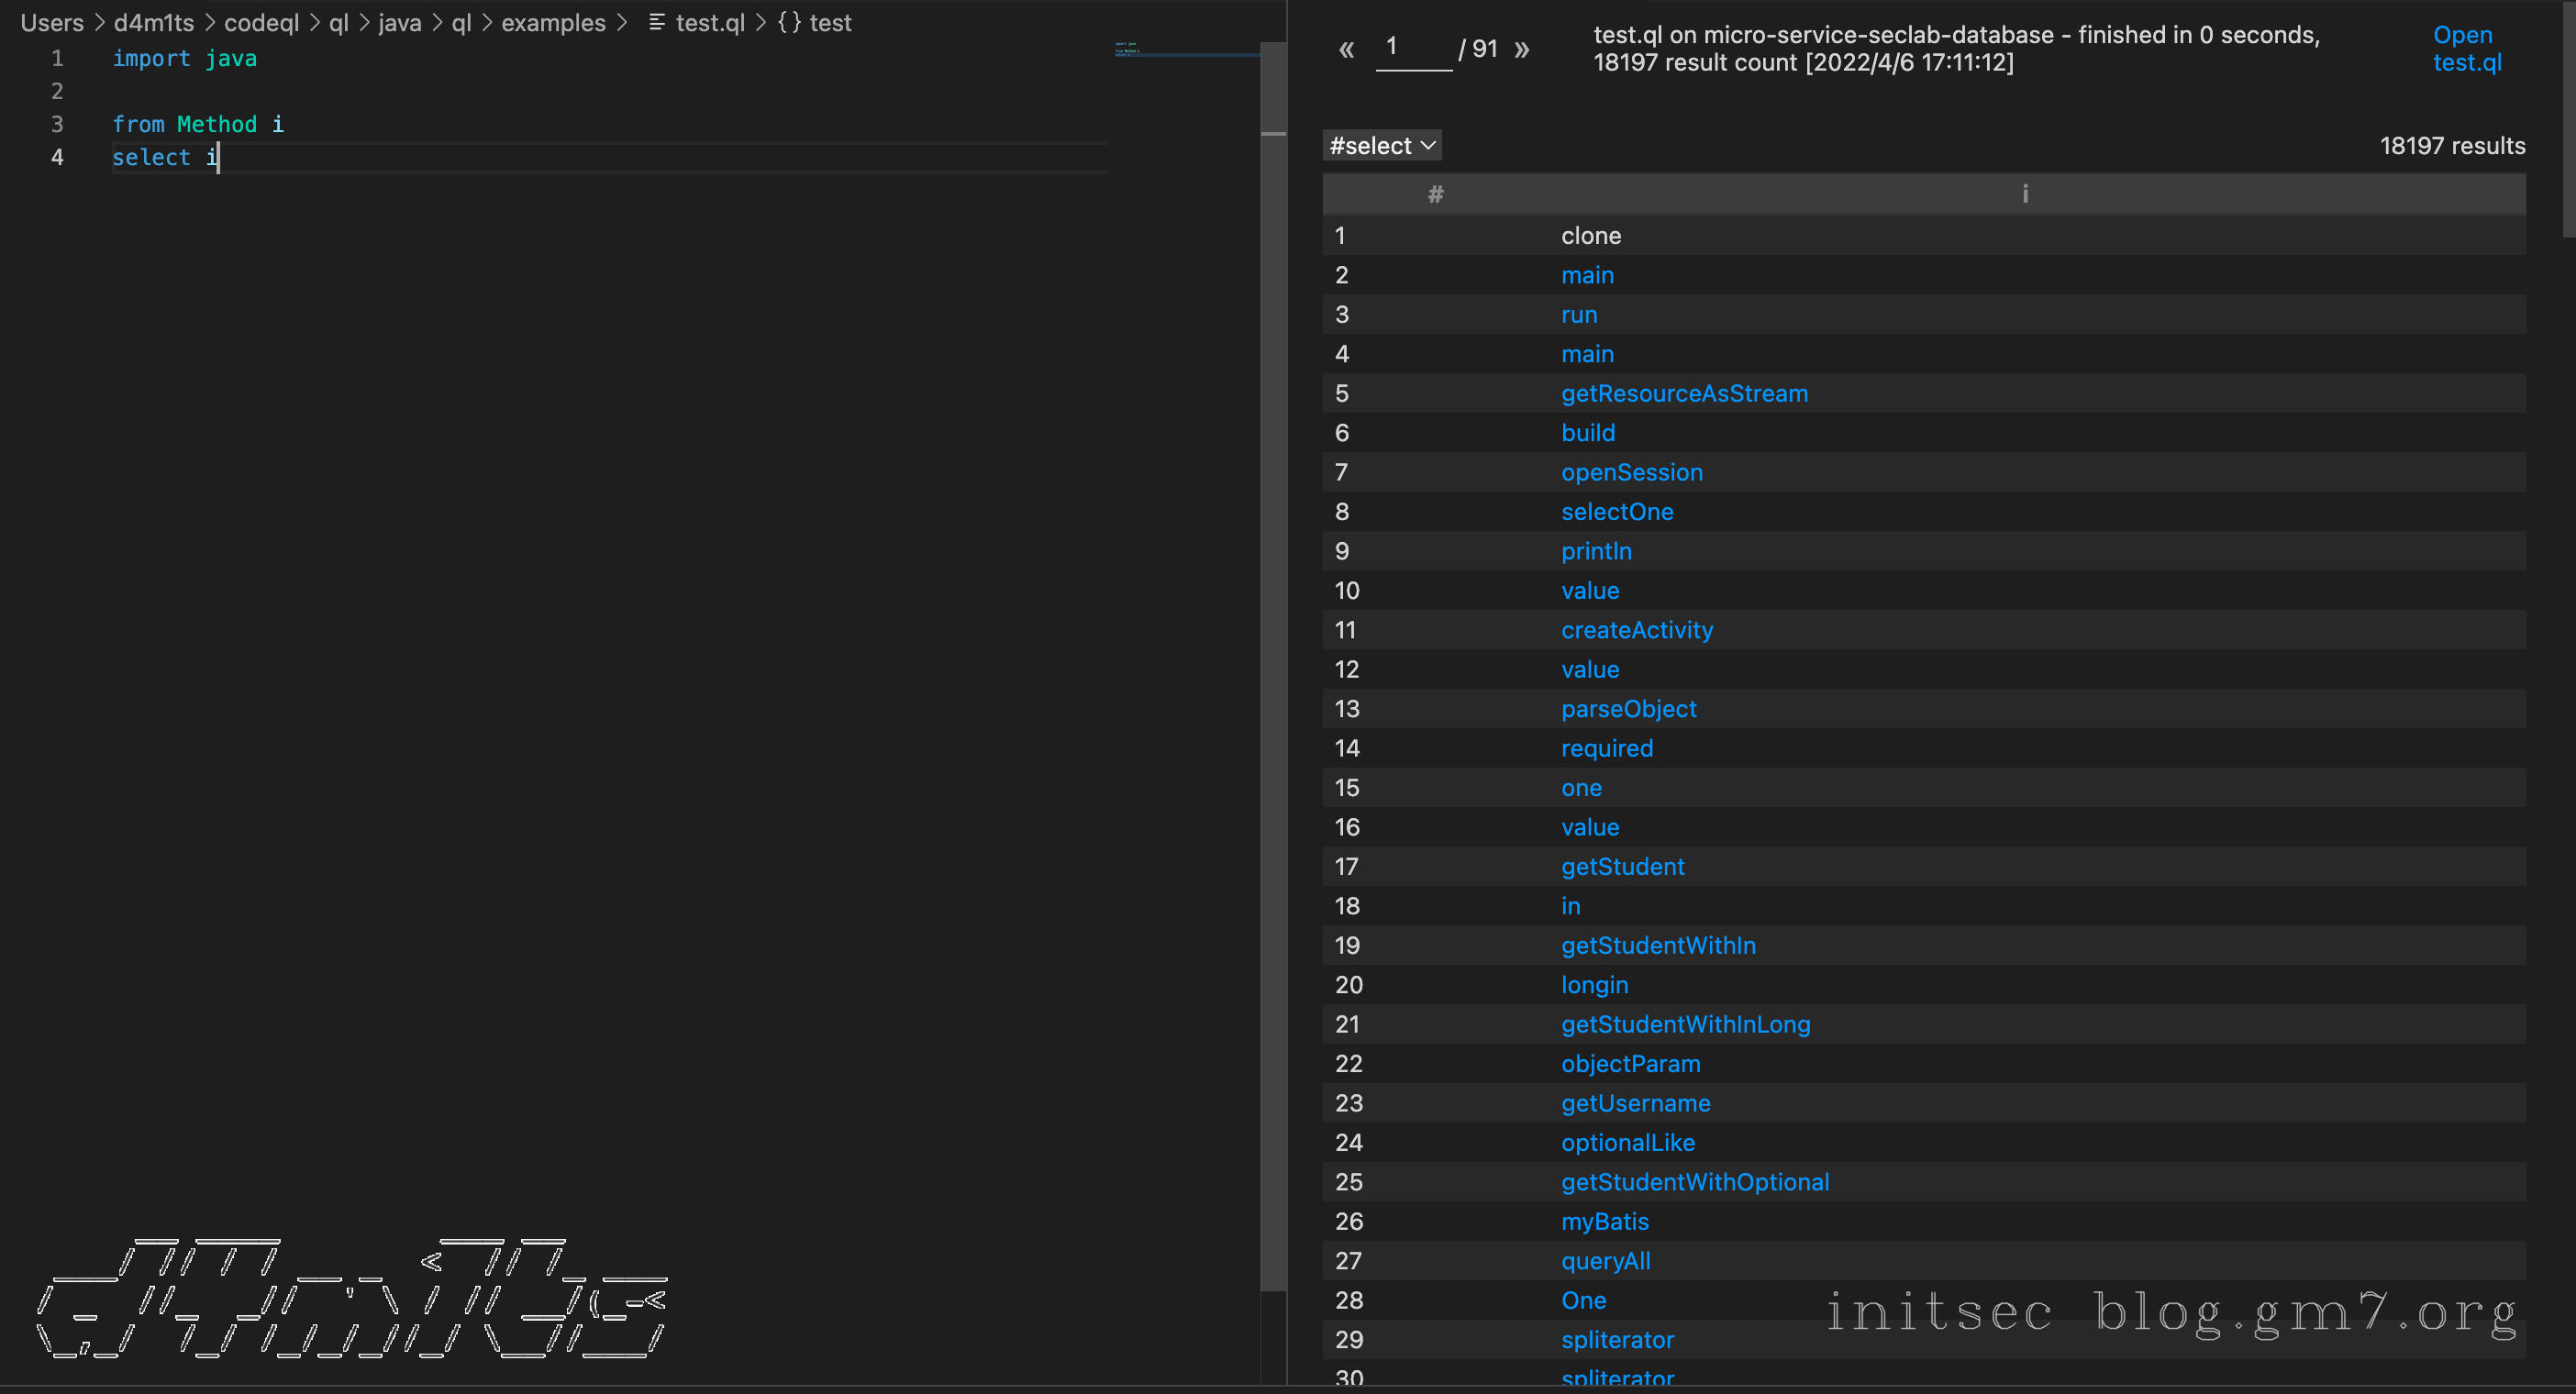 Users > d4m1ts > codeql > ql > java > ql > examples > test.ql > {} test
1 import java
2
3 from Method i
4 select i
« 1 / 91 »
test.ql on micro-service-seclab-database - finished in 0 seconds,
18197 result count [2022/4/6 17:11:12]
Open
test.ql
#select
18197 results
# i
1 clone
2 main
3 run
4 main
5 getResourceAsStream
6 build
7 openSession
8 selectOne
9 println
10 value
11 createActivity
12 value
13 parseObject
14 required
15 one
16 value
17 getStudent
18 in
19 getStudentWithIn
20 longin
21 getStudentWithInLong
22 objectParam
23 getUsername
24 optionalLike
25 getStudentWithOptional
26 myBatis
27 queryAll
28 One
29 spliterator
30 spliterator
d4m1ts
initsec blog.gm7.org